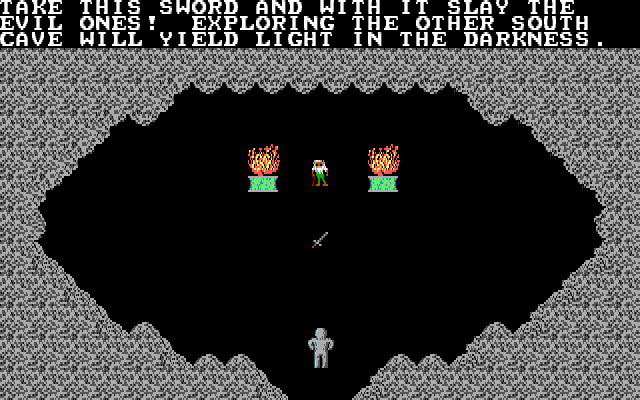 TAKE THIS SWORD AND WITH IT SLAY THE
EVIL ONES! EXPLORING THE OTHER SOUTH
CAVE WILL YIELD LIGHT IN THE DARKNESS.